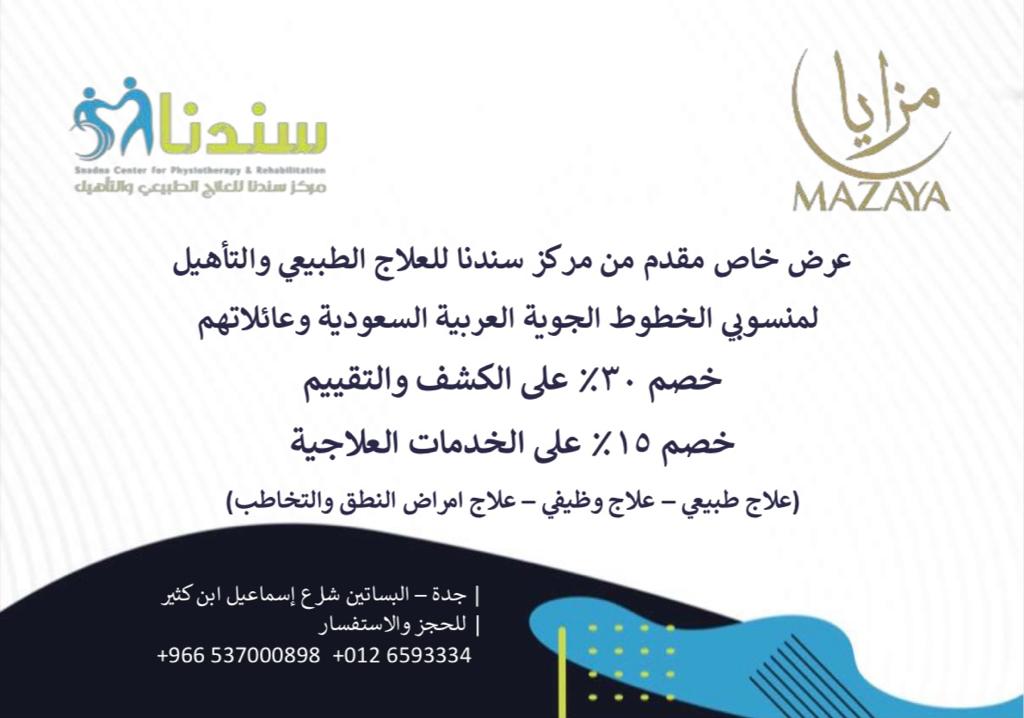 سندنا
Snadna Center for Physiotherapy & Rehabilitation
مركز سندنا للعلاج الطبيعي والتأهيل
مزايا
MAZAYA
عرض خاص مقدم من مركز سندنا للعلاج الطبيعي والتأهيل
لمنسوبي الخطوط الجوية العربية السعودية وعائلاتهم
خصم ٣٠٪ على الكشف والتقييم
خصم ١٥٪ على الخدمات العلاجية
(علاج طبيعي – علاج وظيفي – علاج امراض النطق والتخاطب)
| جدة – البساتين شارع إسماعيل ابن كثير
| للحجز والاستفسار
+966 537000898 +012 6593334